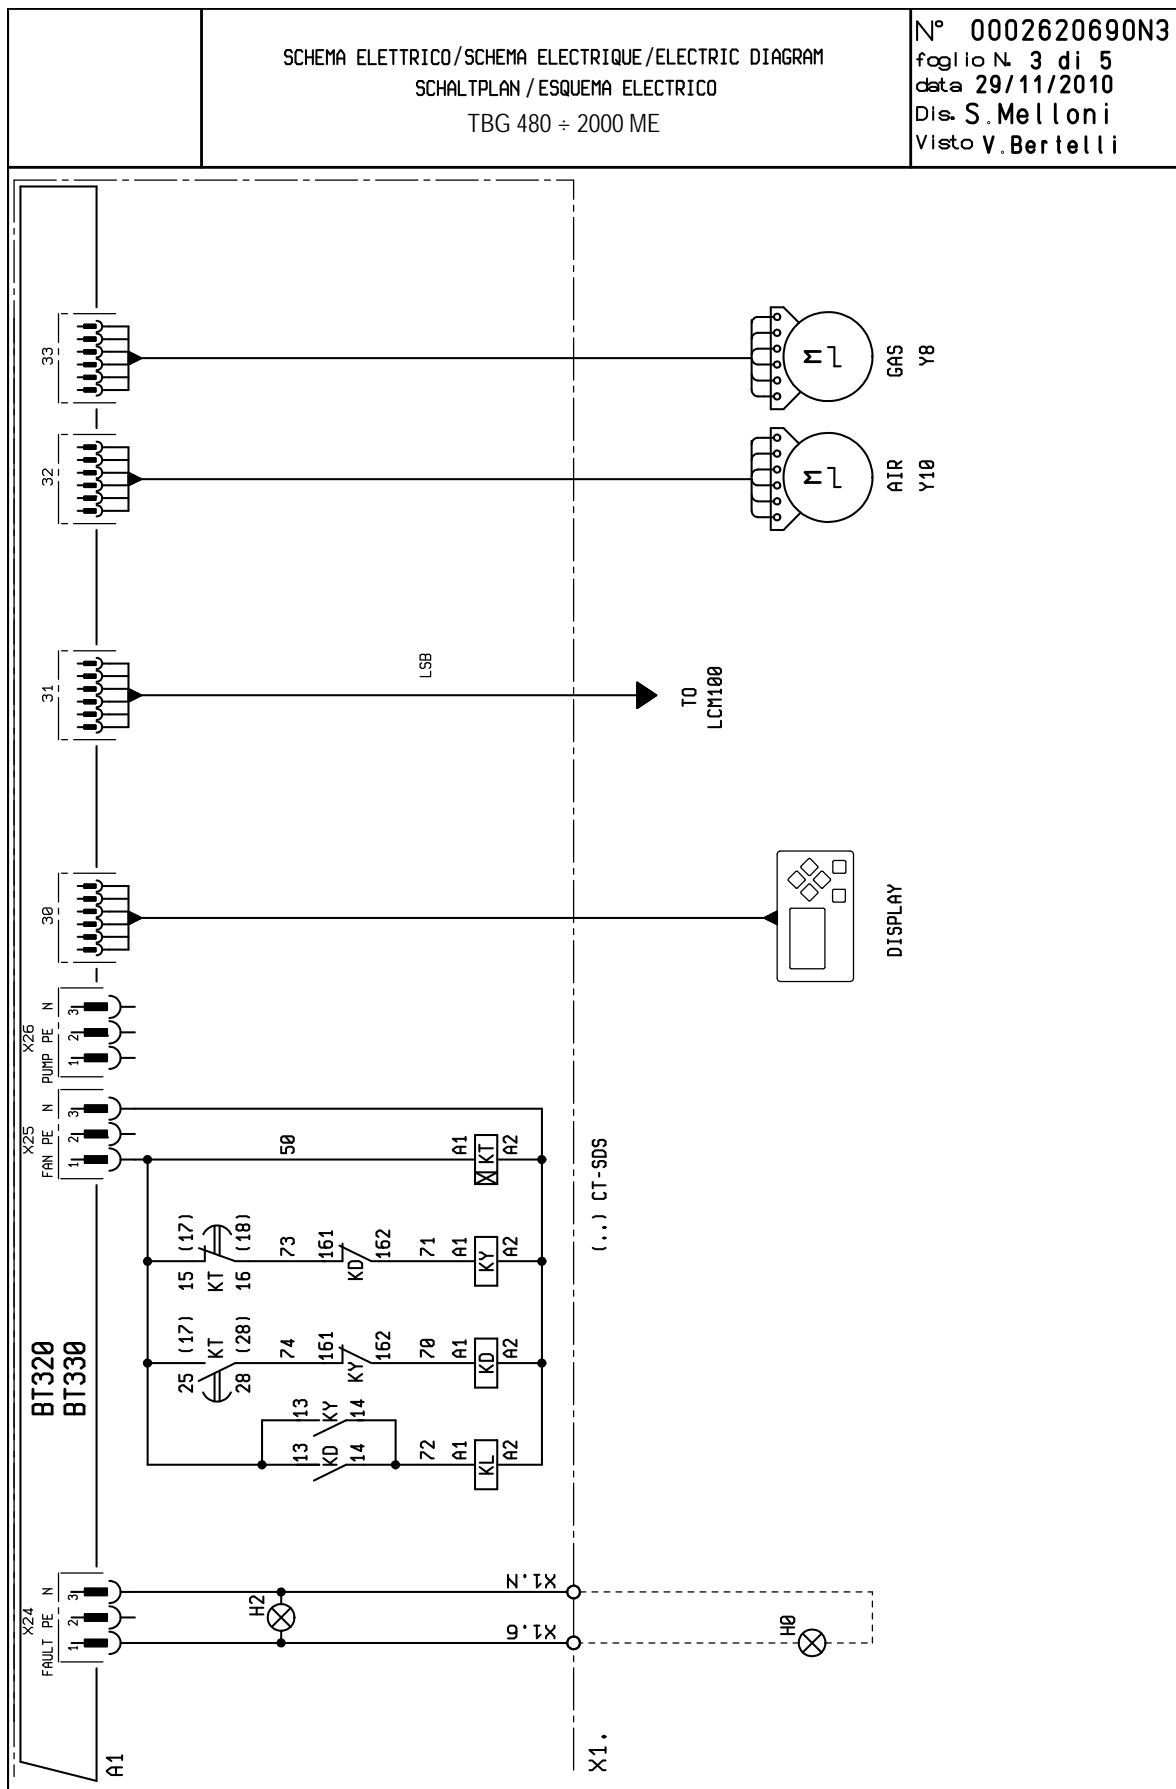 SCHEMA ELETTRICO/SCHEMA ELECTRIQUE/ELECTRIC DIAGRAM
SCHALTPLAN / ESQUEMA ELECTRICO
TBG 480 ÷ 2000 ME
N° 0002620690N3
foglio N. 3 di 5
data 29/11/2010
Dis. S.Melloni
Visto V.Bertelli
33
GAS
Y8
M
32
AIR
Y10
M
31
LSB
TO
LCM100
30
DISPLAY
X26
PUMP PE N
1 2 3
X25
FAN PE N
1 2 3
50
A1 KT A2
15 KT 16
(17) (18)
73
161 KD 162
71
A1 KY A2
25 KT 28
(17) (28)
74
161 KY 162
70
A1 KD A2
13 KY 14
13 KD 14
72
A1 KL A2
(..) CT-SDS
BT320
BT330
X24
FAULT PE N
1 2 3
H2
X1.N
X1.6
H0
A1
X1.